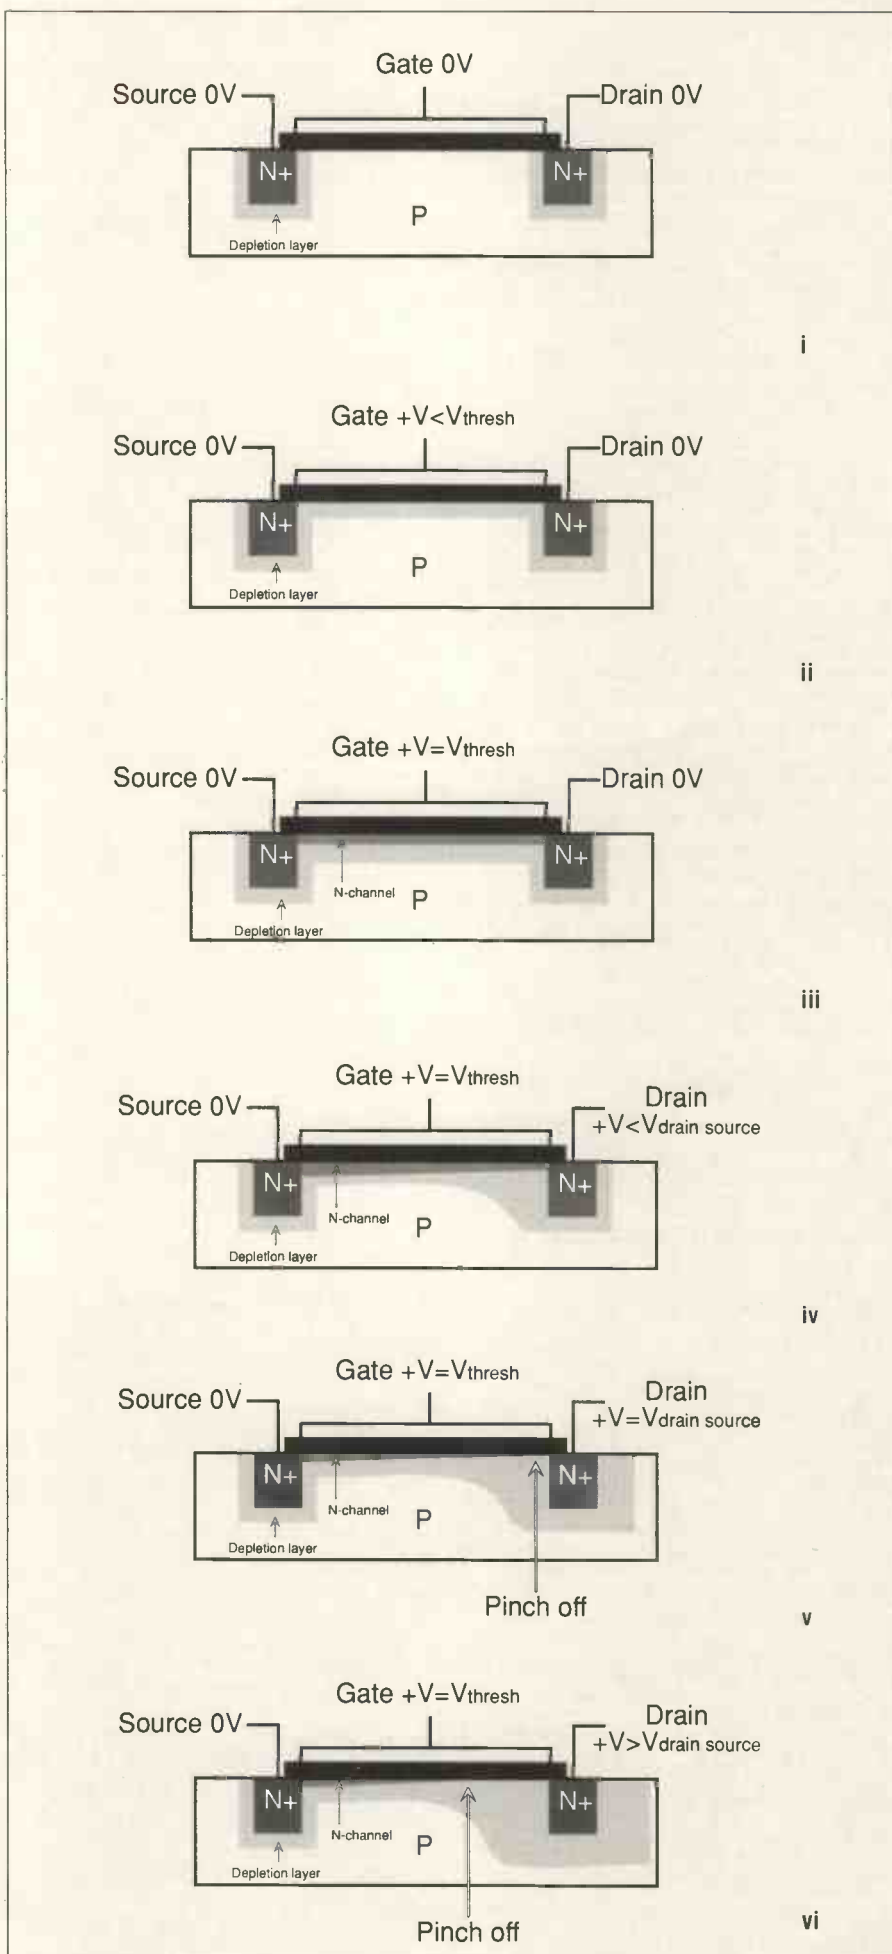 Gate 0V
Source 0V
Drain 0V
N+
N+
P
Depletion layer
i
Gate +V<Vthresh
Source 0V
Drain 0V
N+
N+
P
Depletion layer
ii
Gate +V=Vthresh
Source 0V
Drain 0V
N+
N+
N-channel
P
Depletion layer
iii
Gate +V=Vthresh
Source 0V
Drain
+V<Vdrain source
N+
N+
N-channel
P
Depletion layer
iv
Gate +V=Vthresh
Source 0V
Drain
+V=Vdrain source
N+
N+
N-channel
P
Depletion layer
Pinch off
v
Gate +V=Vthresh
Source 0V
Drain
+V>Vdrain source
N+
N+
N-channel
P
Depletion layer
Pinch off
vi